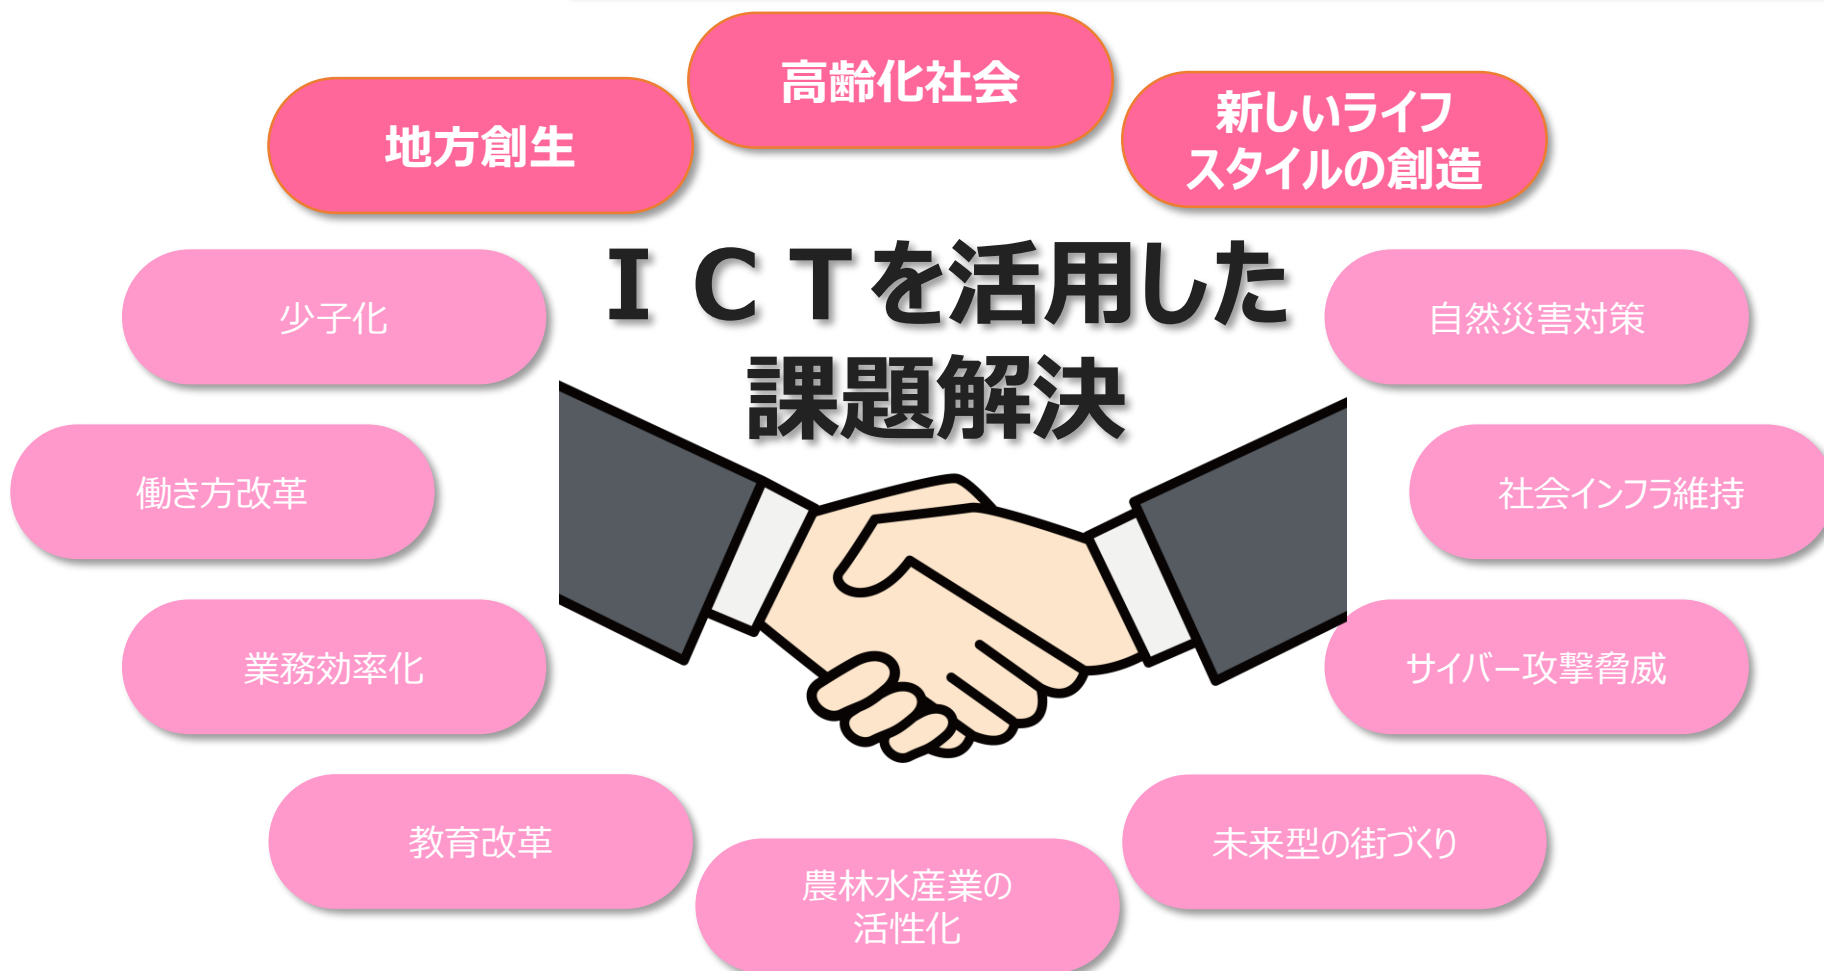 高齢化社会
地方創生
新しいライフ
スタイルの創造
ＩＣＴを活用した
課題解決
少子化
自然災害対策
働き方改革
社会インフラ維持
業務効率化
サイバー攻撃脅威
教育改革
未来型の街づくり
農林水産業の
活性化